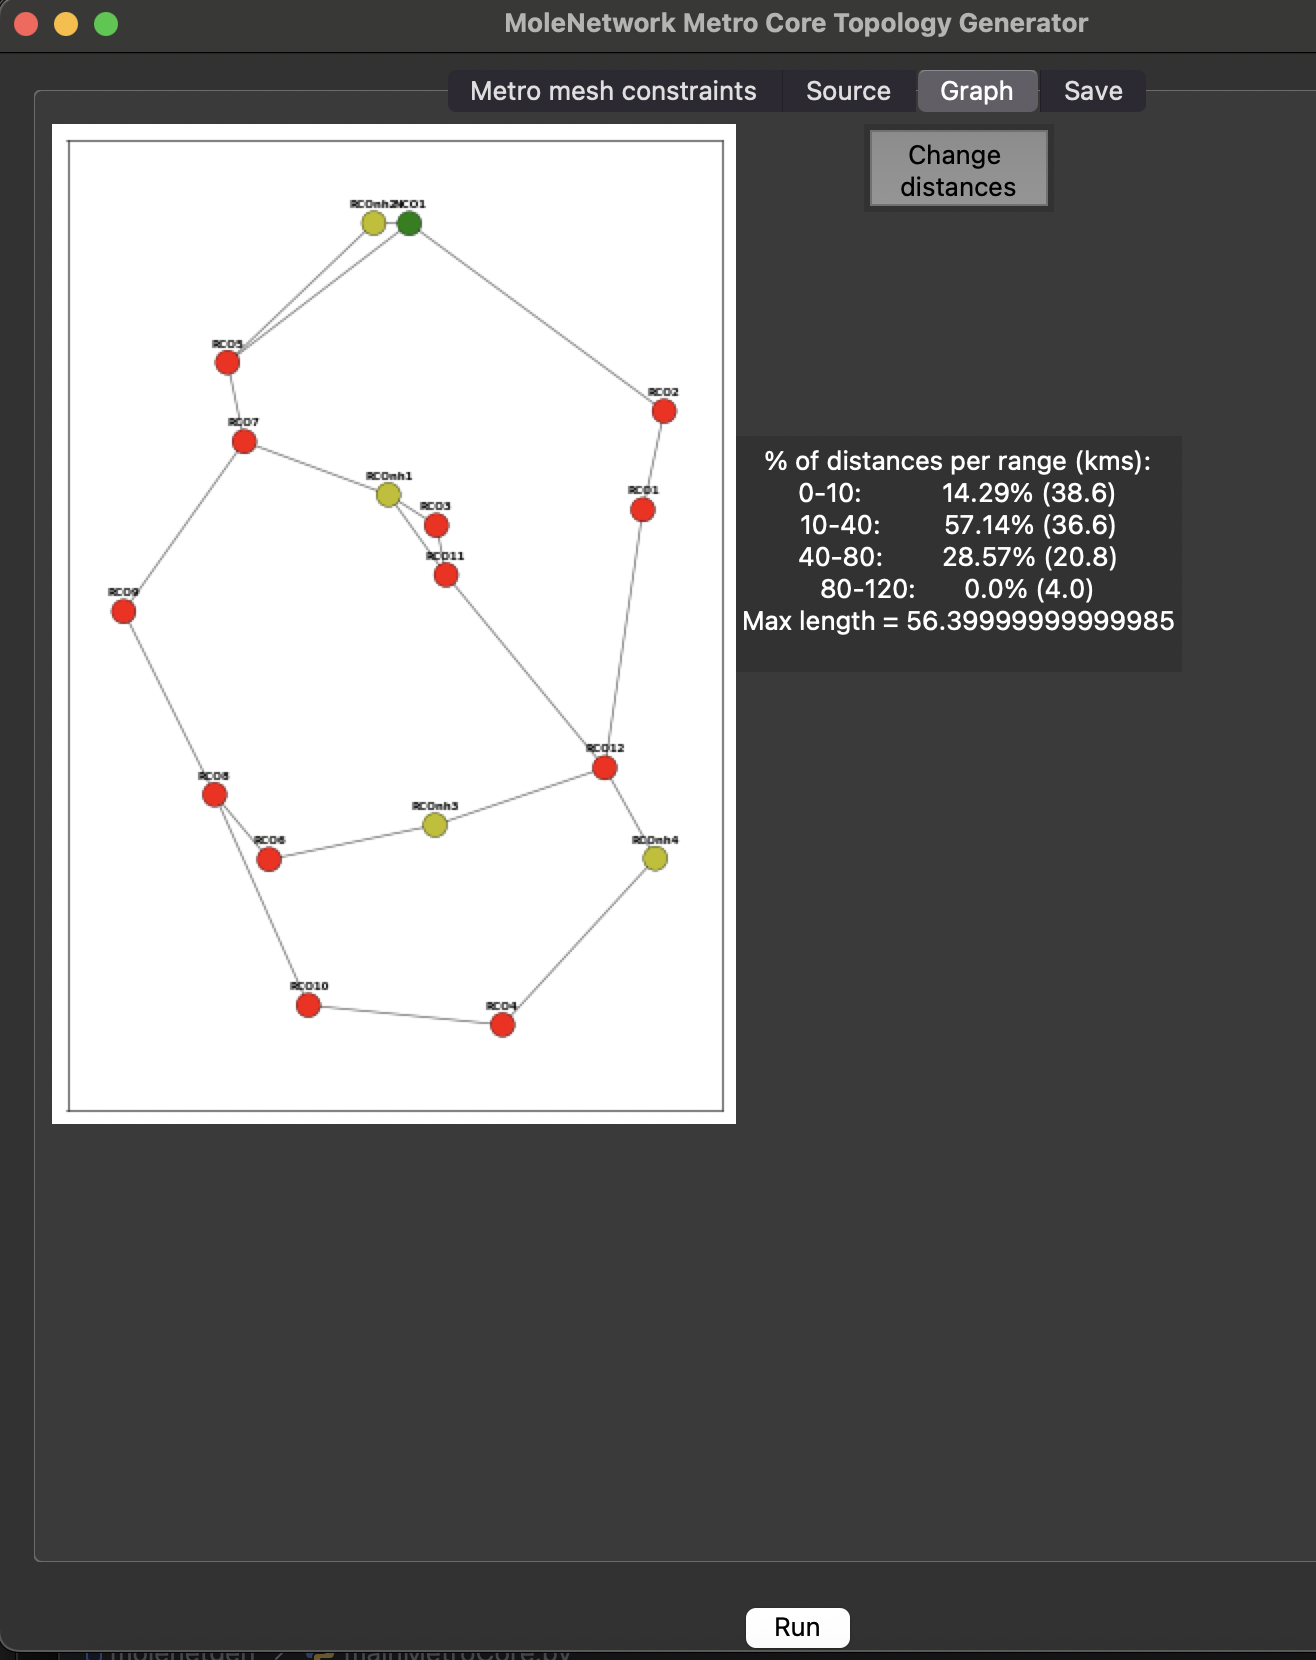 MoleNetwork Metro Core Topology Generator
Metro mesh constraints Source Graph Save
Change
distances
RCOnh2 NCO1
RCO5
RCO2
RCO7
RCOnh1
RCO1
RCO3
RCO11
RCO9
RCO12
RCO8
RCOnh3
RCO6
RCOnh4
RCO10
RCO4
% of distances per range (kms):
0-10: 14.29% (38.6)
10-40: 57.14% (36.6)
40-80: 28.57% (20.8)
80-120: 0.0% (4.0)
Max length = 56.39999999999985
Run
molenetgen > mainMetroCore.py